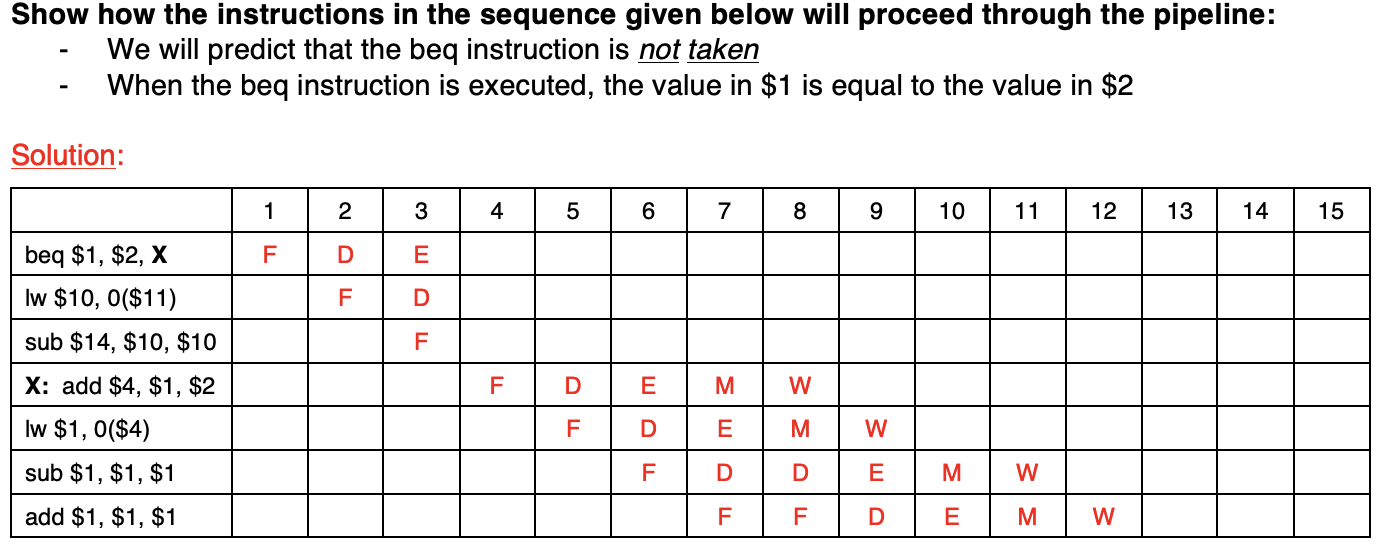 Show how the instructions in the sequence given below will proceed through the pipeline:
- We will predict that the beq instruction is not taken
- When the beq instruction is executed, the value in $1 is equal to the value in $2
Solution:
1 2 3 4 5 6 7 8 9 10 11 12 13 14 15
beq $1, $2, X F D E
lw $10, 0($11) F D
sub $14, $10, $10 F
X: add $4, $1, $2 F D E M W
lw $1, 0($4) F D E M W
sub $1, $1, $1 F D D E M W
add $1, $1, $1 F F D E M W